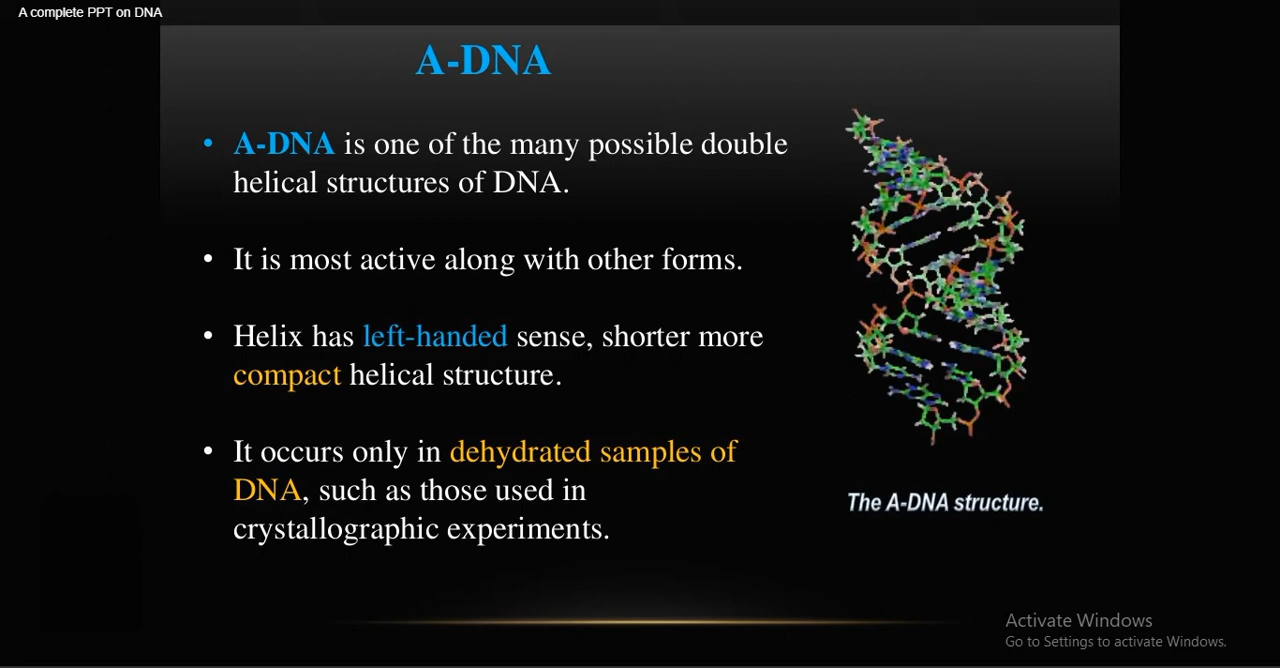 A complete PPT on DNA
A-DNA
• A-DNA is one of the many possible double
helical structures of DNA.
• It is most active along with other forms.
• Helix has left-handed sense, shorter more
compact helical structure.
• It occurs only in dehydrated samples of
DNA, such as those used in
crystallographic experiments.
The A-DNA structure.
Activate Windows
Go to Settings to activate Windows.